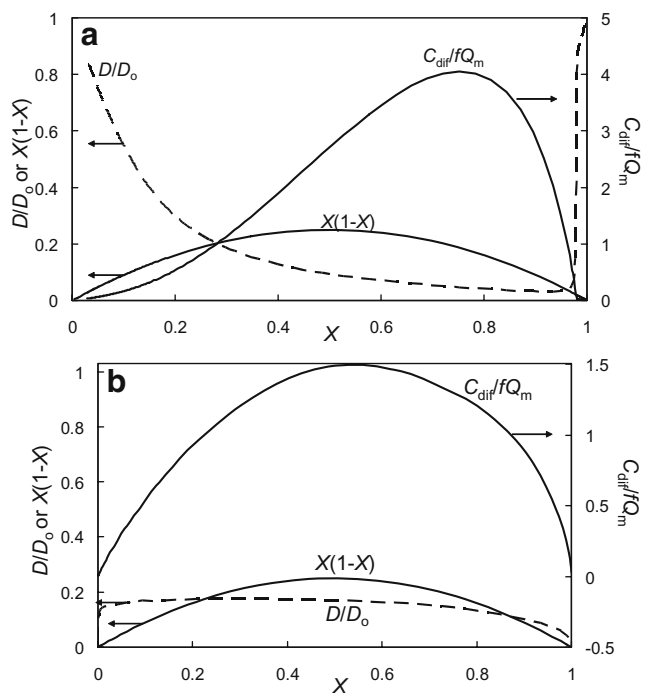 a
1
0.8
0.6
0.4
0.2
0
D/Do or X(1-X)
D/Do
Cdif/fQm
X(1-X)
5
4
3
2
1
0
Cdif/fQm
0 0.2 0.4 0.6 0.8 1
X
b
1
0.8
0.6
0.4
0.2
0
D/Do or X(1-X)
Cdif/fQm
X(1-X)
D/Do
1.5
1
0.5
0
-0.5
Cdif/fQm
0 0.2 0.4 0.6 0.8 1
X